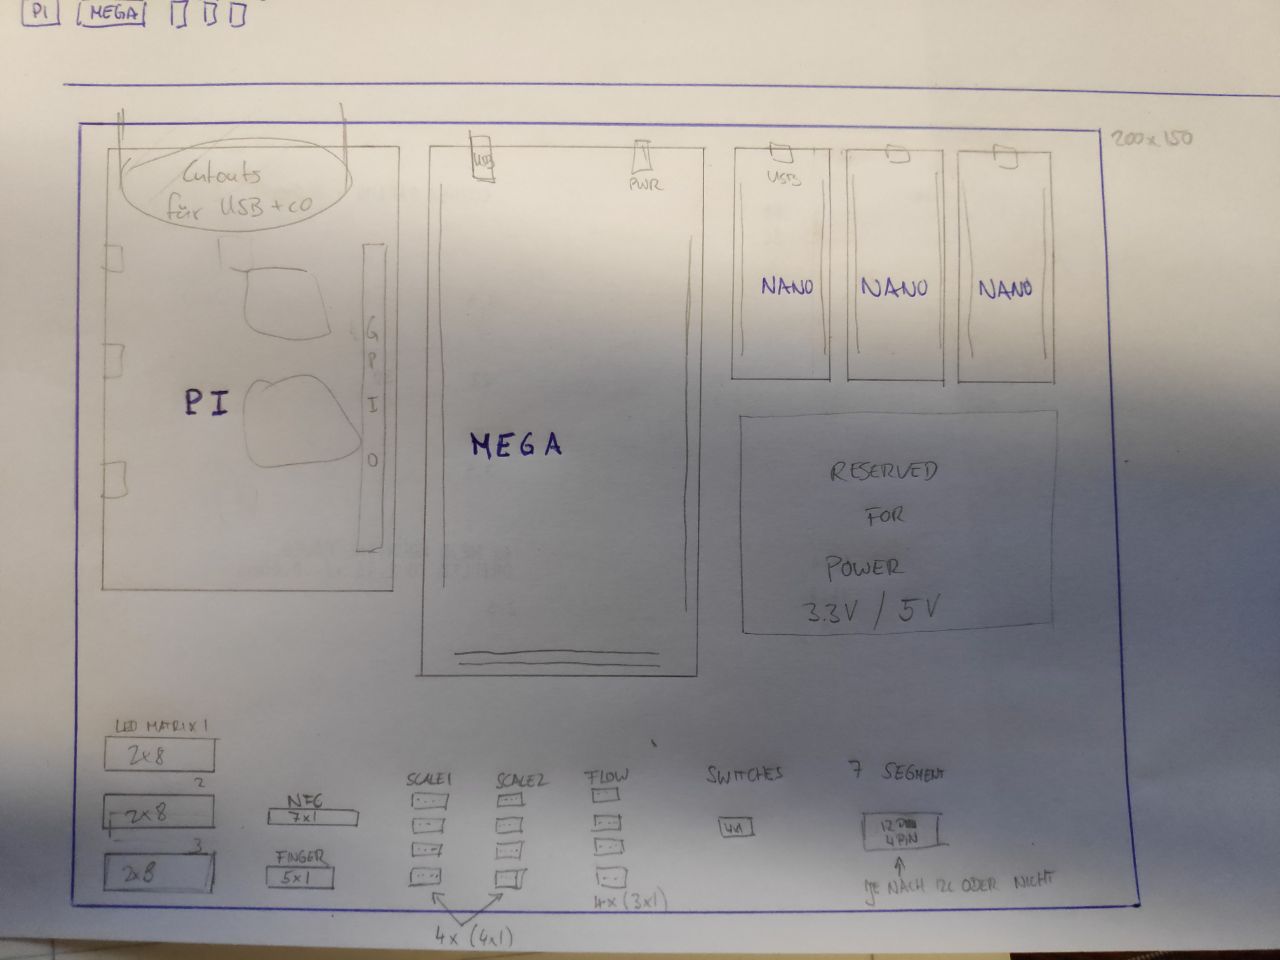 PI MEGA
200x150
Cutouts
für USB + CO
USB
PWR
USB
NANO NANO NANO
GPIO
PI
MEGA
RESERVED
FOR
POWER
3.3V / 5V
LED MATRIX 1
2x8
2
2x8
3
2x8
NFC
7x1
FINGER
5x1
SCALE1 SCALE2 FLOW
4x (4x1)
4x (3x1)
SWITCHES
4x1
7 SEGMENT
12 PIN
4 PIN
JE NACH I2C ODER NICHT